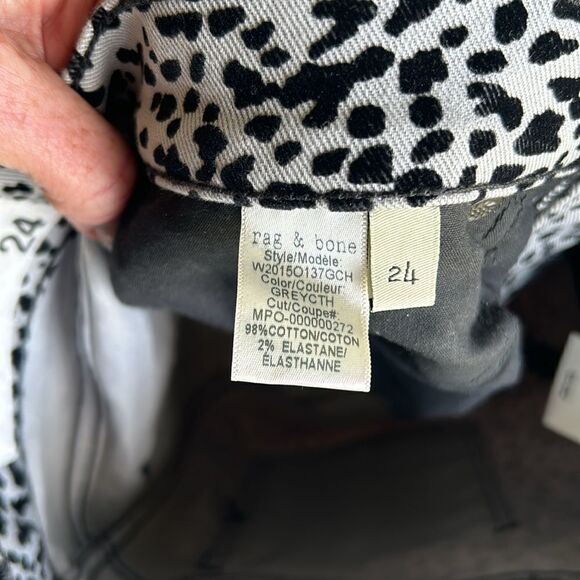 rag & bone
Style/Modèle:
W2015O137GCH
Color/Couleur:
GREYCTH
Cut/Coupe#:
MPO-000000272
98%COTTON/COTON
2% ELASTANE/
ELASTHANNE
24
24